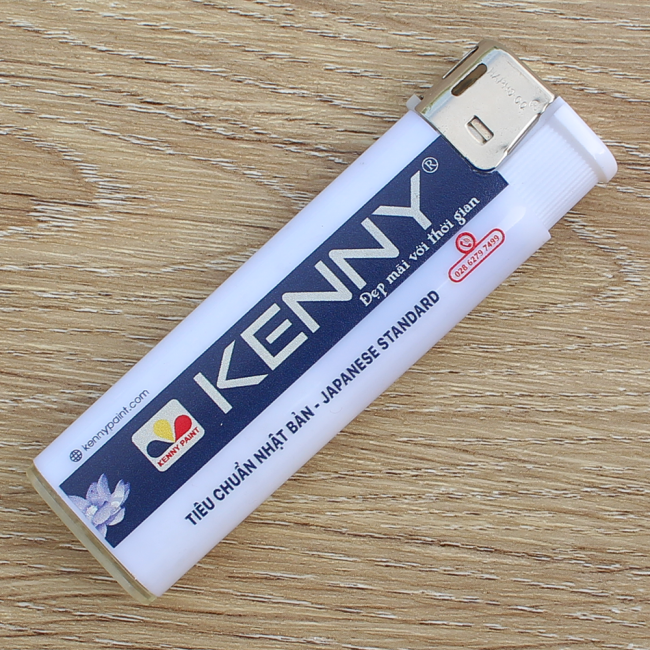 KENNY®
Đẹp mãi với thời gian
028 6279 7499
kennypaint.com
KENNY PAINT
TIÊU CHUẨN NHẬT BẢN - JAPANESE STANDARD